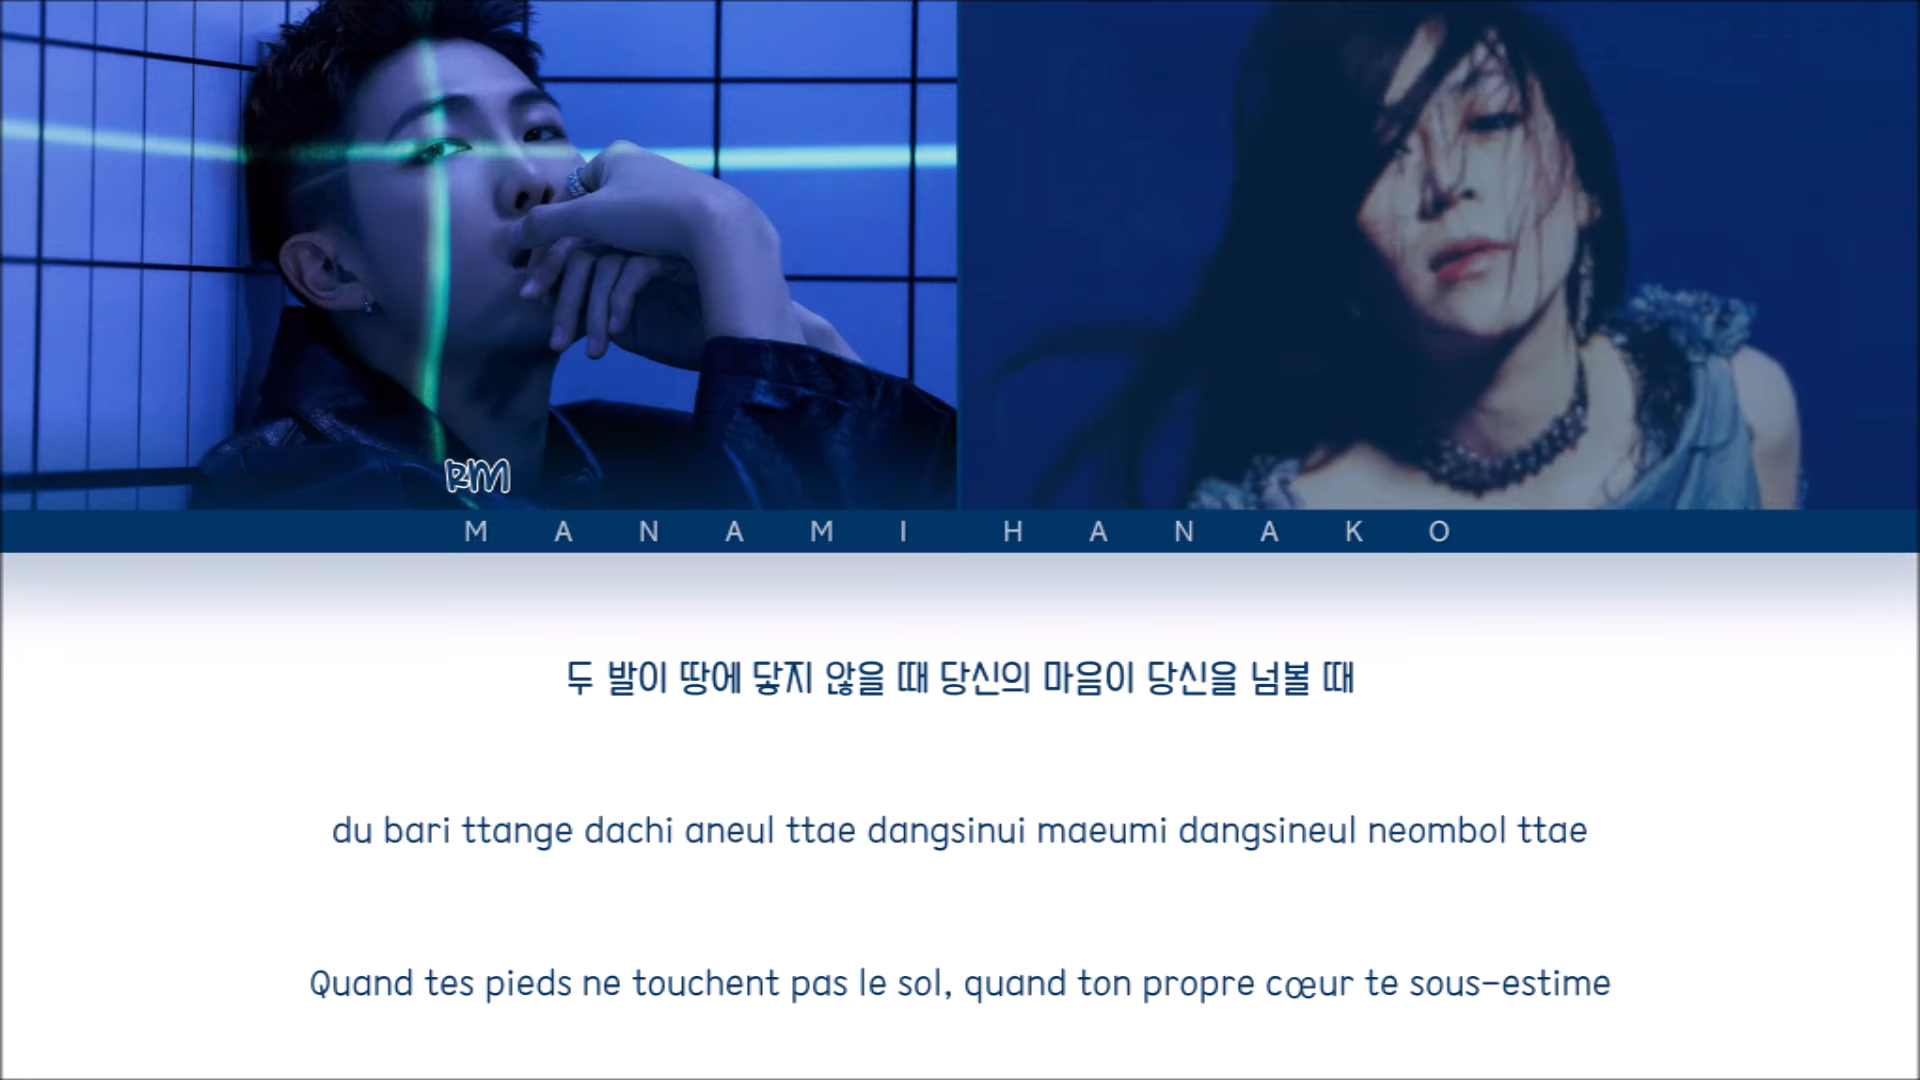 RM
MANAMI HANAKO
두 발이 땅에 닿지 않을 때 당신의 마음이 당신을 넘볼 때
du bari ttange dachi aneul ttae dangsinui maeumi dangsineul neombol ttae
Quand tes pieds ne touchent pas le sol, quand ton propre cœur te sous-estime